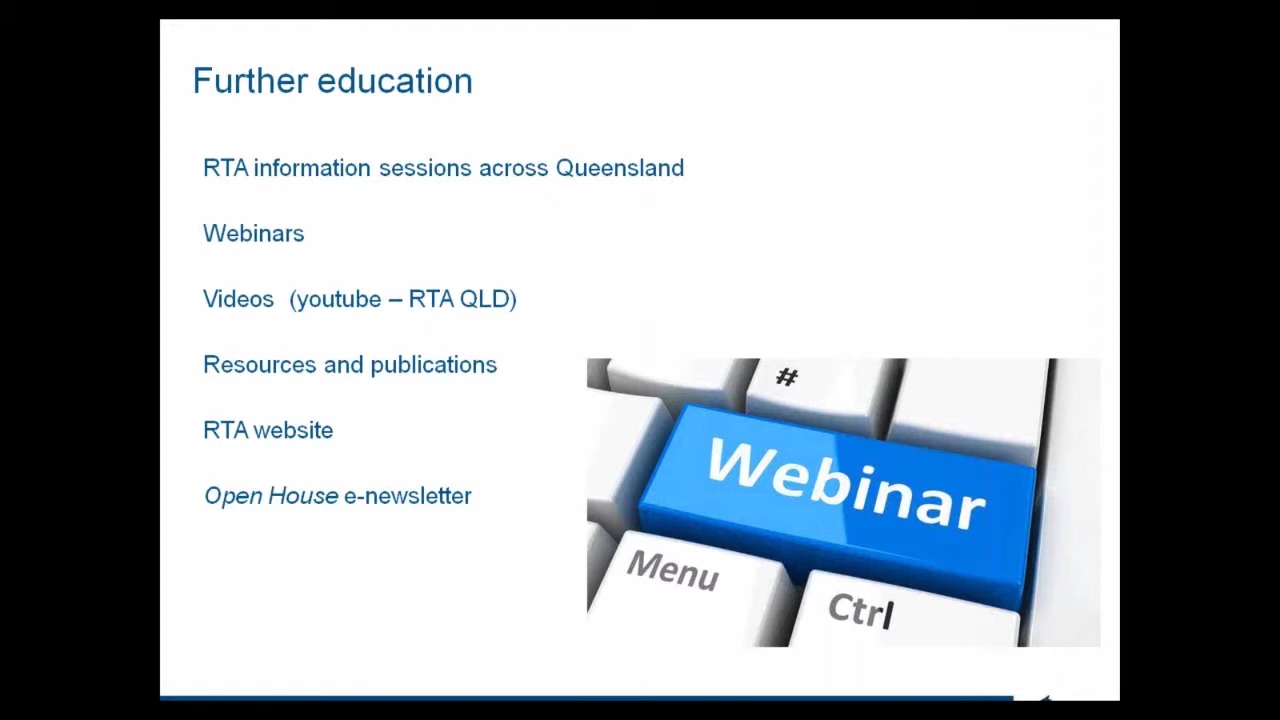 Further education
RTA information sessions across Queensland
Webinars
Videos  (youtube – RTA QLD)
Resources and publications
RTA website
Open House e-newsletter
#
Webinar
Menu
Ctrl